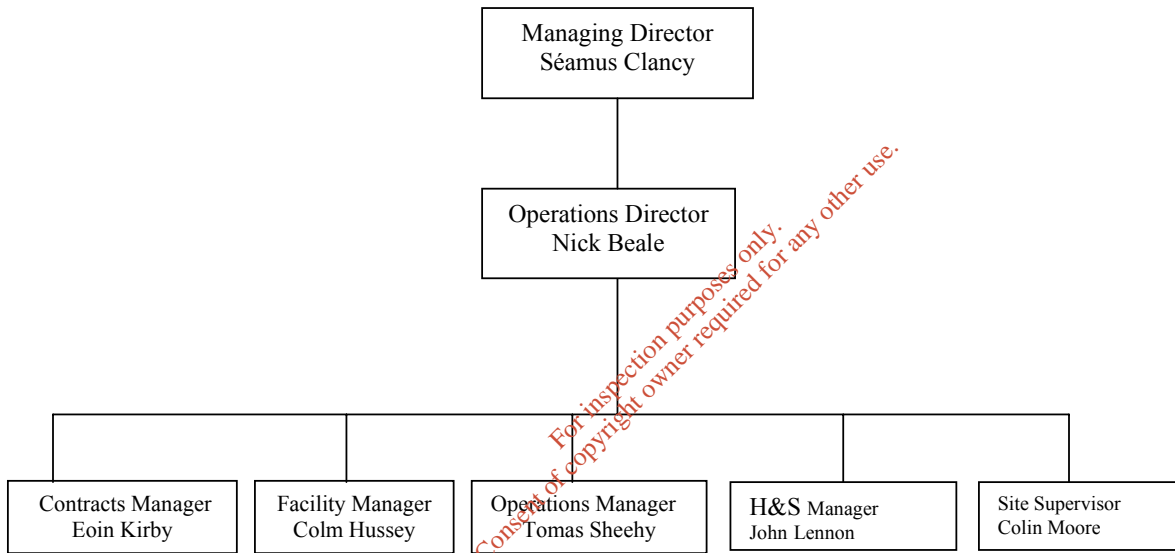 Managing Director
Séamus Clancy
Operations Director
Nick Beale
For inspection purposes only.
Consent of copyright owner required for any other use.
Contracts Manager
Eoin Kirby
Facility Manager
Colm Hussey
Operations Manager
Tomas Sheehy
H&S Manager
John Lennon
Site Supervisor
Colin Moore